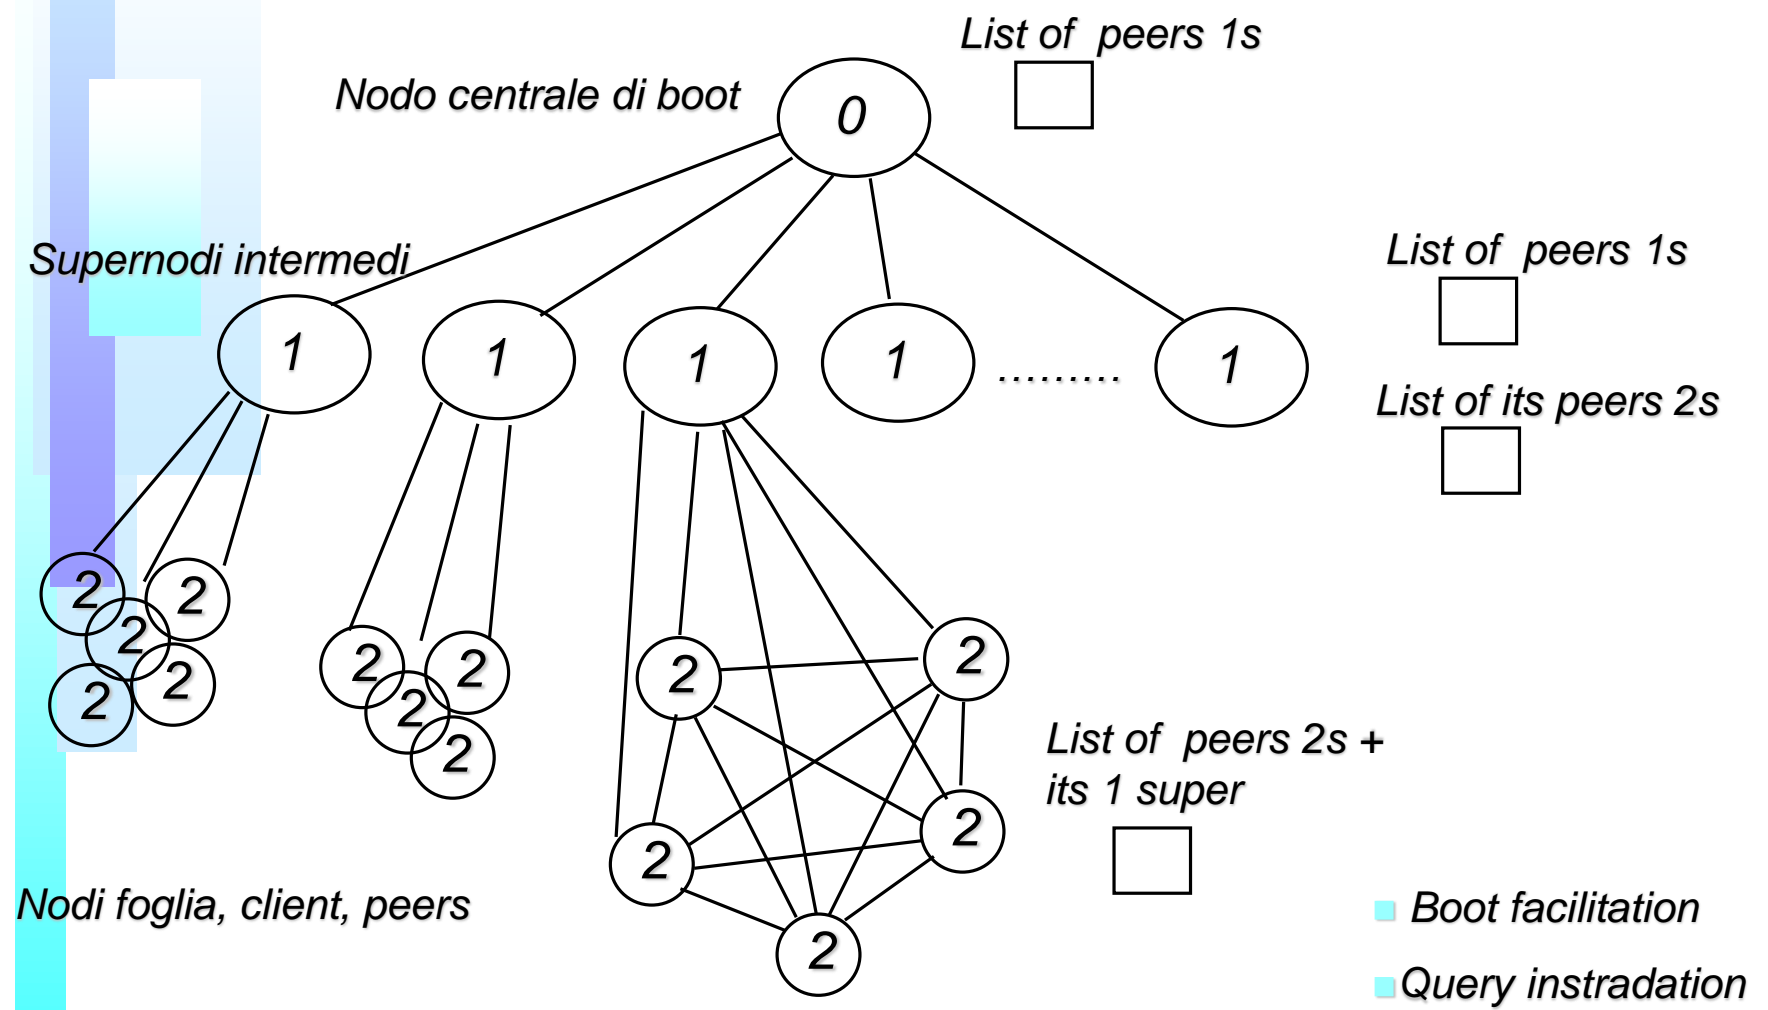 List of peers 1s
Nodo centrale di boot
0
Supernodi intermedi
List of peers 1s
1 1 1 1 ......... 1
List of its peers 2s
2 2
2
2 2
2 2
2
2
2 2
2 2
2
List of peers 2s +
its 1 super
Nodi foglia, client, peers
Boot facilitation
Query instradation